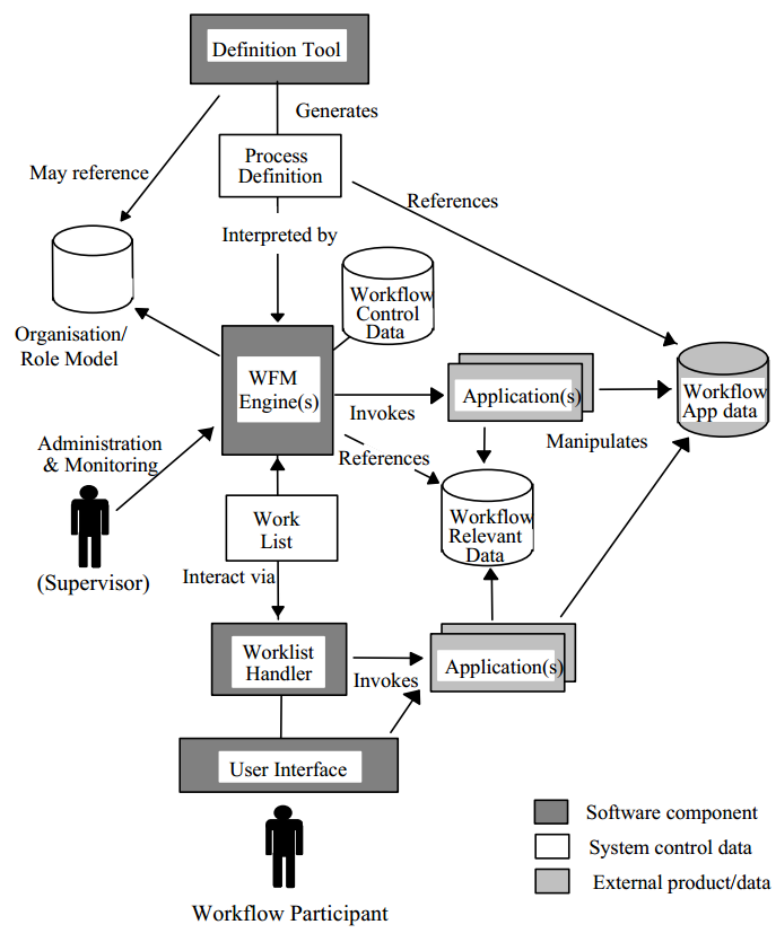 Definition Tool
Generates
May reference
Process
Definition
References
Interpreted by
Workflow
Control
Data
Organisation/
Role Model
WFM
Engine(s)
Invokes
Application(s)
Workflow
App data
Manipulates
Administration
& Monitoring
References
(Supervisor)
Work
List
Workflow
Relevant
Data
Interact via
Worklist
Handler
Invokes
Application(s)
User Interface
Workflow Participant
Software component
System control data
External product/data